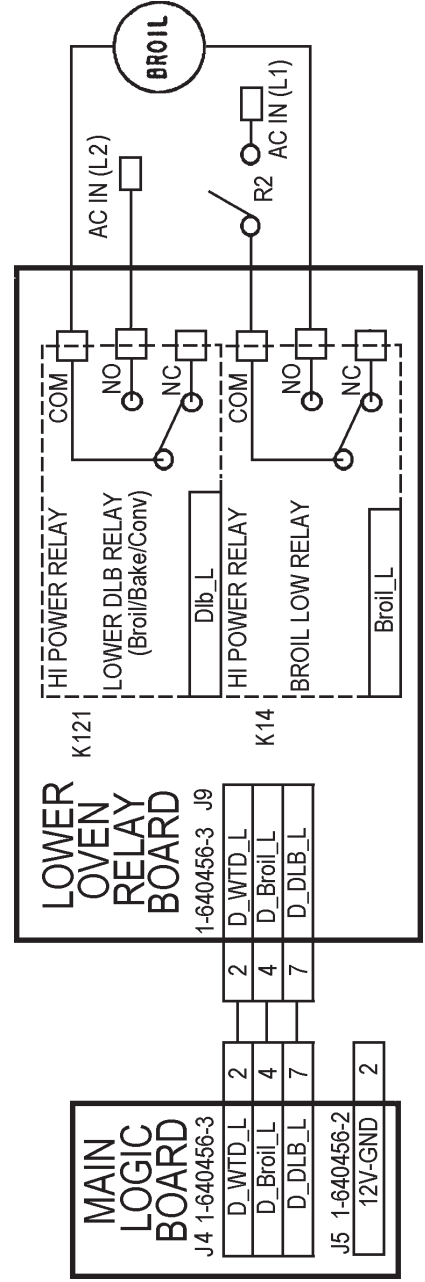 MAIN
LOGIC
BOARD
J4 1-640456-3
D_WTD_L 2
D_Broil_L 4
D_DLB_L 7
J5 1-640456-2
12V-GND 2
LOWER
OVEN
RELAY
BOARD
1-640456-3 J9
2 D_WTD_L
4 D_Broil_L
7 D_DLB_L
K121
HI POWER RELAY
LOWER DLB RELAY
(Broil/Bake/Conv)
Dlb_L
COM
NO
NC
K14
HI POWER RELAY
BROIL LOW RELAY
Broil_L
COM
NO
NC
AC IN (L2)
R2
AC IN (L1)
BROIL